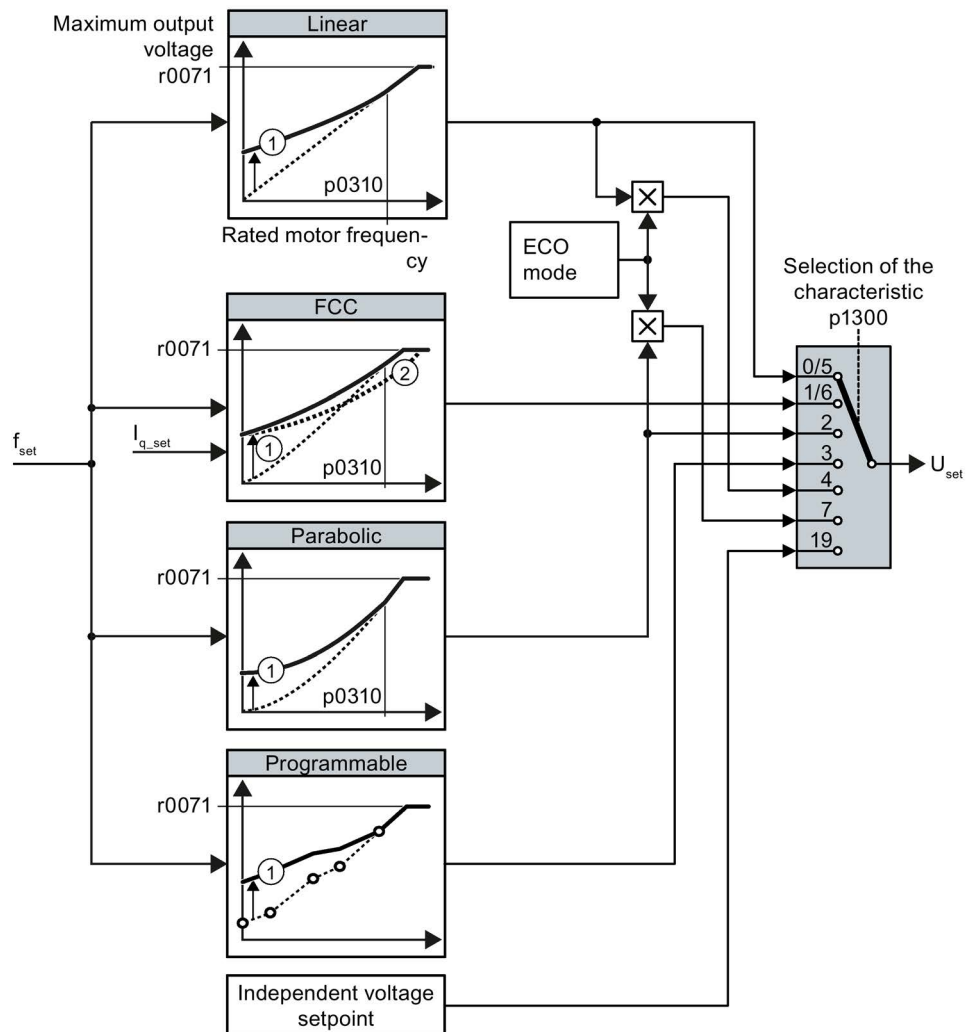 Maximum output
voltage
r0071
Linear
1
p0310
Rated motor frequen-
cy
ECO
mode
Selection of the
characteristic
p1300
FCC
r0071
2
1
p0310
f_set
I_q_set
0/5
1/6
2
3
4
7
19
U_set
Parabolic
r0071
1
p0310
Programmable
r0071
1
Independent voltage
setpoint